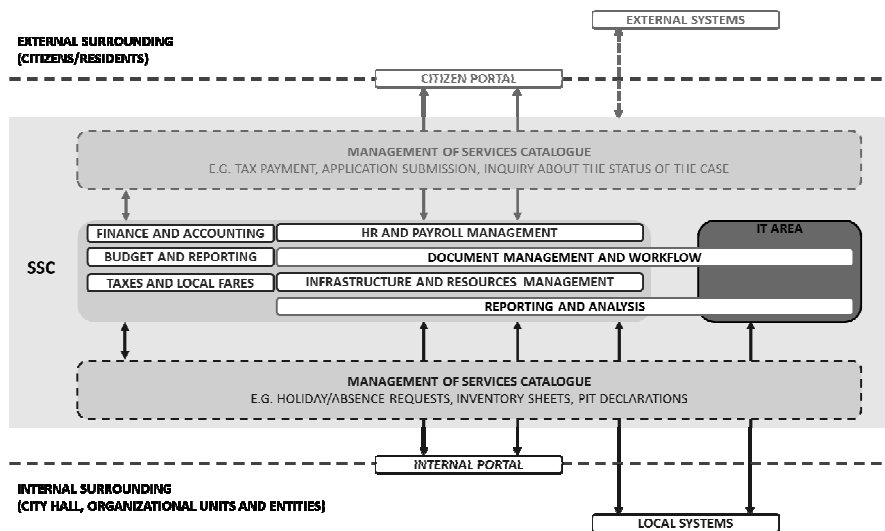 EXTERNAL SYSTEMS
EXTERNAL SURROUNDING
(CITIZENS/RESIDENTS)
CITIZEN PORTAL
MANAGEMENT OF SERVICES CATALOGUE
E.G. TAX PAYMENT, APPLICATION SUBMISSION, INQUIRY ABOUT THE STATUS OF THE CASE
FINANCE AND ACCOUNTING
HR AND PAYROLL MANAGEMENT
IT AREA
BUDGET AND REPORTING
DOCUMENT MANAGEMENT AND WORKFLOW
SSC
TAXES AND LOCAL FARES
INFRASTRUCTURE AND RESOURCES MANAGEMENT
REPORTING AND ANALYSIS
MANAGEMENT OF SERVICES CATALOGUE
E.G. HOLIDAY/ABSENCE REQUESTS, INVENTORY SHEETS, PIT DECLARATIONS
INTERNAL PORTAL
INTERNAL SURROUNDING
(CITY HALL, ORGANIZATIONAL UNITS AND ENTITIES)
LOCAL SYSTEMS